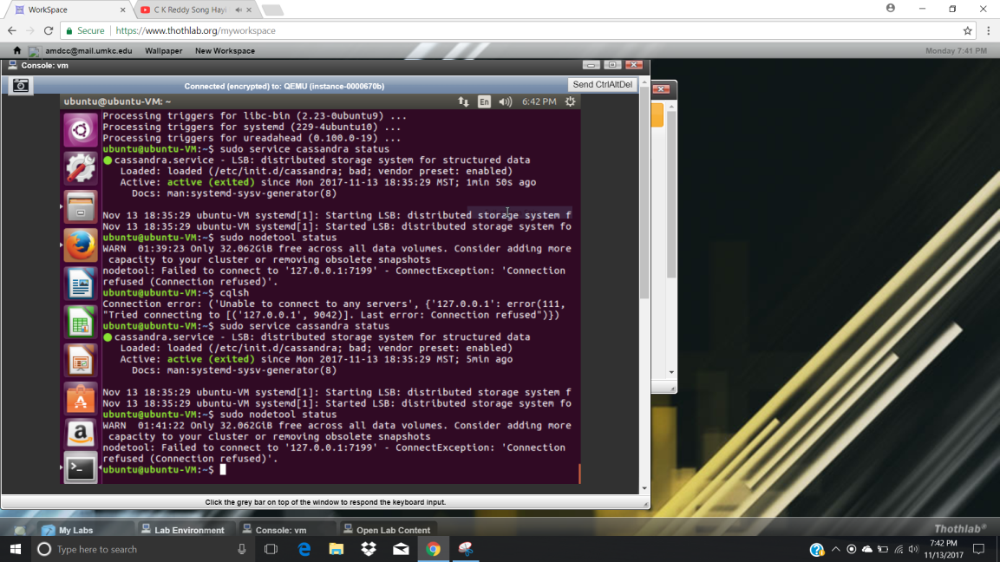 WorkSpace
C K Reddy Song Hayi
Secure
https://www.thothlab.org/myworkspace
amdcc@mail.umkc.edu Wallpaper New Workspace Monday 7:41 PM
Console: vm
Connected (encrypted) to: QEMU (instance-0000670b) Send CtrlAltDel
ubuntu@ubuntu-VM: ~ En 6:42 PM
Processing triggers for libc-bin (2.23-0ubuntu9) ...
Processing triggers for systemd (229-4ubuntu10) ...
Processing triggers for ureadahead (0.100.0-19) ...
ubuntu@ubuntu-VM:~$ sudo service cassandra status
cassandra.service - LSB: distributed storage system for structured data
Loaded: loaded (/etc/init.d/cassandra; bad; vendor preset: enabled)
Active: active (exited) since Mon 2017-11-13 18:35:29 MST; 1min 50s ago
Docs: man:systemd-sysv-generator(8)
Nov 13 18:35:29 ubuntu-VM systemd[1]: Starting LSB: distributed storage system f
Nov 13 18:35:29 ubuntu-VM systemd[1]: Started LSB: distributed storage system fo
ubuntu@ubuntu-VM:~$ sudo nodetool status
WARN 01:39:23 Only 32.062GiB free across all data volumes. Consider adding more
capacity to your cluster or removing obsolete snapshots
nodetool: Failed to connect to '127.0.0.1:7199' - ConnectException: 'Connection
refused (Connection refused)'.
ubuntu@ubuntu-VM:~$ cqlsh
Connection error: ('Unable to connect to any servers', {'127.0.0.1': error(111,
"Tried connecting to [('127.0.0.1', 9042)]. Last error: Connection refused")})
ubuntu@ubuntu-VM:~$ sudo service cassandra status
cassandra.service - LSB: distributed storage system for structured data
Loaded: loaded (/etc/init.d/cassandra; bad; vendor preset: enabled)
Active: active (exited) since Mon 2017-11-13 18:35:29 MST; 5min ago
Docs: man:systemd-sysv-generator(8)
Nov 13 18:35:29 ubuntu-VM systemd[1]: Starting LSB: distributed storage system f
Nov 13 18:35:29 ubuntu-VM systemd[1]: Started LSB: distributed storage system fo
ubuntu@ubuntu-VM:~$ sudo nodetool status
WARN 01:41:22 Only 32.062GiB free across all data volumes. Consider adding more
capacity to your cluster or removing obsolete snapshots
nodetool: Failed to connect to '127.0.0.1:7199' - ConnectException: 'Connection
refused (Connection refused)'.
ubuntu@ubuntu-VM:~$
Click the grey bar on top of the window to respond the keyboard input.
My Labs Lab Environment Console: vm Open Lab Content Thothlab®
Type here to search
7:42 PM
11/13/2017